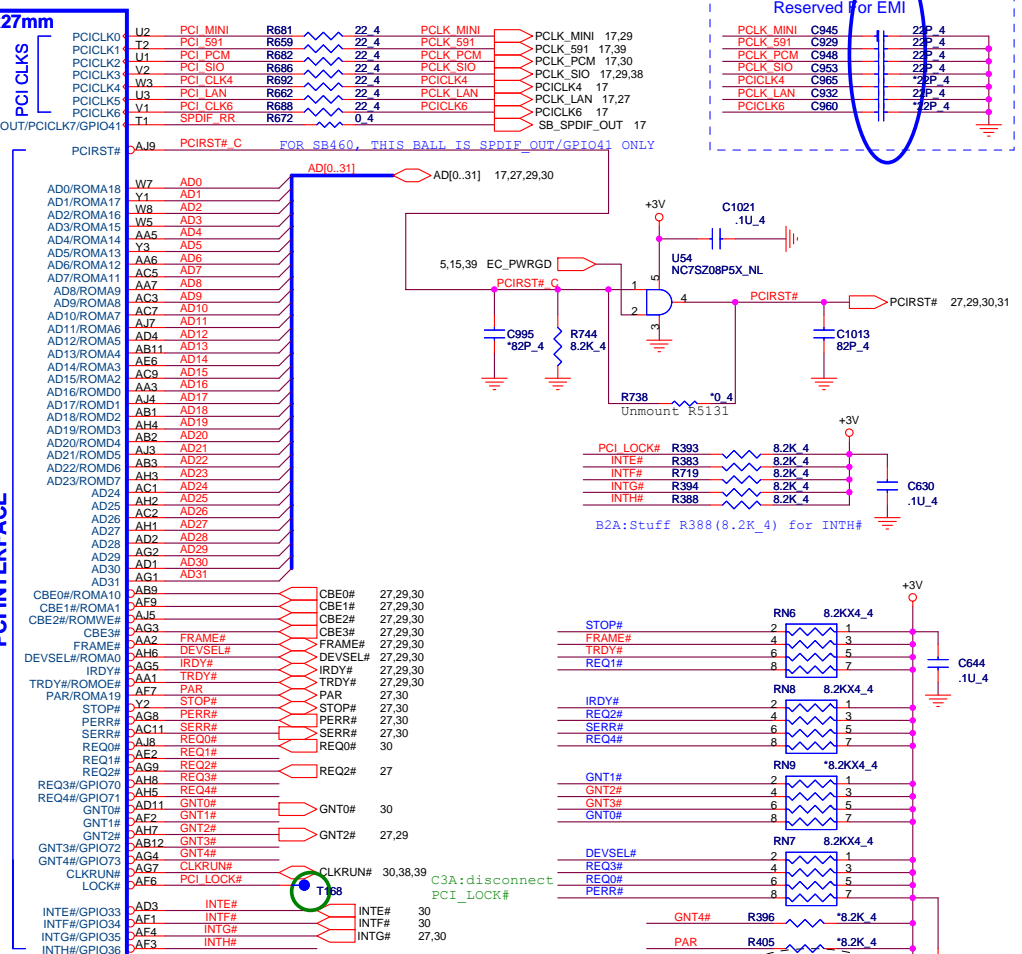 27mm
Reserved For EMI
PCI CLKS
PCICLK0 U2 PCI_MINI R681 22_4 PCLK_MINI PCLK_MINI 17,29
PCICLK1 T2 PCI_591 R659 22_4 PCLK_591 PCLK_591 17,39
PCICLK2 U1 PCI_PCM R682 22_4 PCLK_PCM PCLK_PCM 17,30
PCICLK3 V2 PCI_SIO R686 22_4 PCLK_SIO PCLK_SIO 17,29,38
PCICLK4 W3 PCI_CLK4 R692 22_4 PCICLK4 PCICLK4 17
PCICLK5 U3 PCI_LAN R662 22_4 PCLK_LAN PCLK_LAN 17,27
PCICLK6 V1 PCI_CLK6 R688 22_4 PCICLK6 PCICLK6 17
OUT/PCICLK7/GPIO41 T1 SPDIF_RR R672 0_4 SB_SPDIF_OUT 17
PCLK_MINI C945 22P_4
PCLK_591 C929 22P_4
PCLK_PCM C948 22P_4
PCLK_SIO C953 22P_4
PCICLK4 C965 *22P_4
PCLK_LAN C932 22P_4
PCICLK6 C960 *22P_4
PCIRST# AJ9 PCIRST#_C FOR SB460, THIS BALL IS SPDIF_OUT/GPIO41 ONLY
AD[0..31] AD[0..31] 17,27,29,30
PCI INTERFACE
AD0/ROMA18 W7 AD0
AD1/ROMA17 Y1 AD1
AD2/ROMA16 W8 AD2
AD3/ROMA15 W5 AD3
AD4/ROMA14 AA5 AD4
AD5/ROMA13 Y3 AD5
AD6/ROMA12 AA6 AD6
AD7/ROMA11 AC5 AD7
AD8/ROMA9 AA7 AD8
AD9/ROMA8 AC3 AD9
AD10/ROMA7 AC7 AD10
AD11/ROMA6 AJ7 AD11
AD12/ROMA5 AD4 AD12
AD13/ROMA4 AB11 AD13
AD14/ROMA3 AE6 AD14
AD15/ROMA2 AC9 AD15
AD16/ROMD0 AA3 AD16
AD17/ROMD1 AJ4 AD17
AD18/ROMD2 AB1 AD18
AD19/ROMD3 AH4 AD19
AD20/ROMD4 AB2 AD20
AD21/ROMD5 AJ3 AD21
AD22/ROMD6 AB3 AD22
AD23/ROMD7 AH3 AD23
AD24 AC1 AD24
AD25 AH2 AD25
AD26 AC2 AD26
AD27 AH1 AD27
AD28 AD2 AD28
AD29 AG2 AD29
AD30 AD1 AD30
AD31 AG1 AD31
+3V
C1021
.1U_4
U54
NC7SZ08P5X_NL
5,15,39 EC_PWRGD
5
PCIRST#_C 1 4 PCIRST# PCIRST# 27,29,30,31
2
3
C995
*82P_4
R744
8.2K_4
C1013
82P_4
R738 *0_4
Unmount R5131
+3V
PCI_LOCK# R393 8.2K_4
INTE# R383 8.2K_4
INTF# R719 8.2K_4
INTG# R394 8.2K_4
INTH# R388 8.2K_4
C630
.1U_4
B2A:Stuff R388(8.2K_4) for INTH#
CBE0#/ROMA10 AB9 CBE0# 27,29,30
CBE1#/ROMA1 AF9 CBE1# 27,29,30
CBE2#/ROMWE# AJ5 CBE2# 27,29,30
CBE3# AG3 CBE3# 27,29,30
FRAME# AA2 FRAME# FRAME# 27,29,30
DEVSEL#/ROMA0 AH6 DEVSEL# DEVSEL# 27,29,30
IRDY# AG5 IRDY# IRDY# 27,29,30
TRDY#/ROMOE# AA1 TRDY# TRDY# 27,29,30
PAR/ROMA19 AF7 PAR PAR 27,30
STOP# Y2 STOP# STOP# 27,30
PERR# AG8 PERR# PERR# 27,30
SERR# AC11 SERR# SERR# 27,30
REQ0# AJ8 REQ0# REQ0# 30
REQ1# AE2 REQ1#
REQ2# AG9 REQ2# REQ2# 27
REQ3#/GPIO70 AH8 REQ3#
REQ4#/GPIO71 AH5 REQ4#
GNT0# AD11 GNT0# GNT0# 30
GNT1# AF2 GNT1#
GNT2# AH7 GNT2# GNT2# 27,29
GNT3#/GPIO72 AB12 GNT3#
GNT4#/GPIO73 AG4 GNT4#
CLKRUN# AG7 CLKRUN# CLKRUN# 30,38,39
LOCK# AF6 PCI_LOCK# T168
C3A:disconnect
PCI_LOCK#
INTE#/GPIO33 AD3 INTE# INTE# 30
INTF#/GPIO34 AF1 INTF# INTF# 30
INTG#/GPIO35 AF4 INTG# INTG# 27,30
INTH#/GPIO36 AF3 INTH#
+3V
RN6 8.2KX4_4
STOP# 2 1
FRAME# 4 3
TRDY# 6 5
REQ1# 8 7
C644
.1U_4
RN8 8.2KX4_4
IRDY# 2 1
REQ2# 4 3
SERR# 6 5
REQ4# 8 7
RN9 *8.2KX4_4
GNT1# 2 1
GNT2# 4 3
GNT3# 6 5
GNT0# 8 7
RN7 8.2KX4_4
DEVSEL# 2 1
REQ3# 4 3
REQ0# 6 5
PERR# 8 7
GNT4# R396 *8.2K_4
PAR R405 *8.2K_4